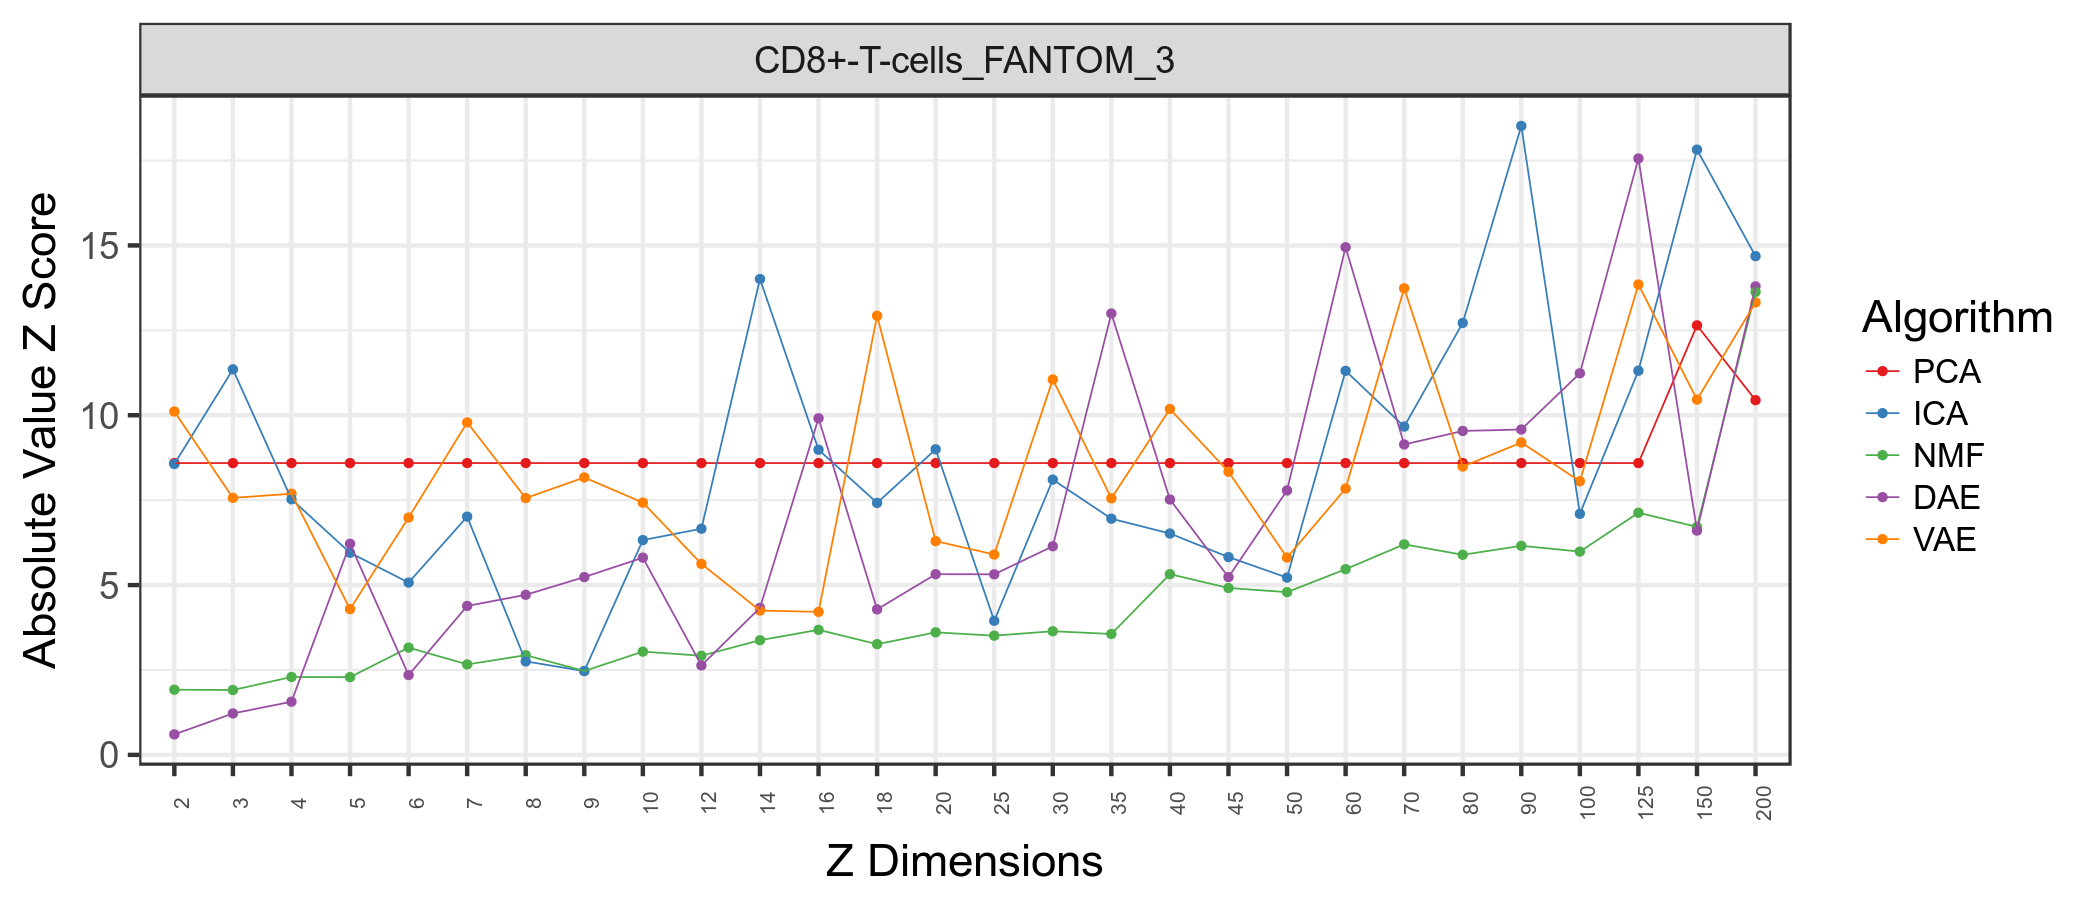 CD8+-T-cells_FANTOM_3
Absolute Value Z Score
15
10
5
0
2 3 4 5 6 7 8 9 10 12 14 16 18 20 25 30 35 40 45 50 60 70 80 90 100 125 150 200
Z Dimensions
Algorithm
PCA
ICA
NMF
DAE
VAE